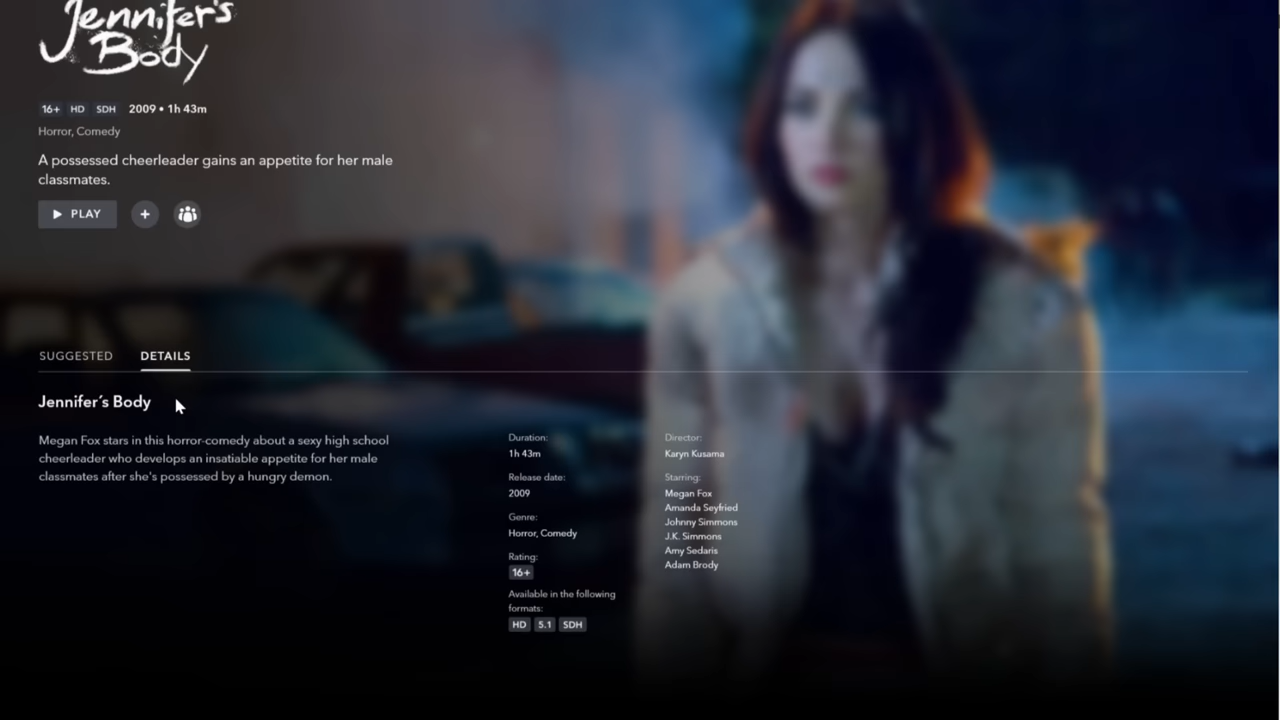 Jennifer's
Body
16+ HD SDH 2009 • 1h 43m
Horror, Comedy
A possessed cheerleader gains an appetite for her male
classmates.
PLAY
SUGGESTED DETAILS
Jennifer´s Body
Megan Fox stars in this horror-comedy about a sexy high school
cheerleader who develops an insatiable appetite for her male
classmates after she's possessed by a hungry demon.
Duration:
1h 43m
Release date:
2009
Genre:
Horror, Comedy
Rating:
16+
Available in the following
formats:
HD 5.1 SDH
Director:
Karyn Kusama
Starring:
Megan Fox
Amanda Seyfried
Johnny Simmons
J.K. Simmons
Amy Sedaris
Adam Brody